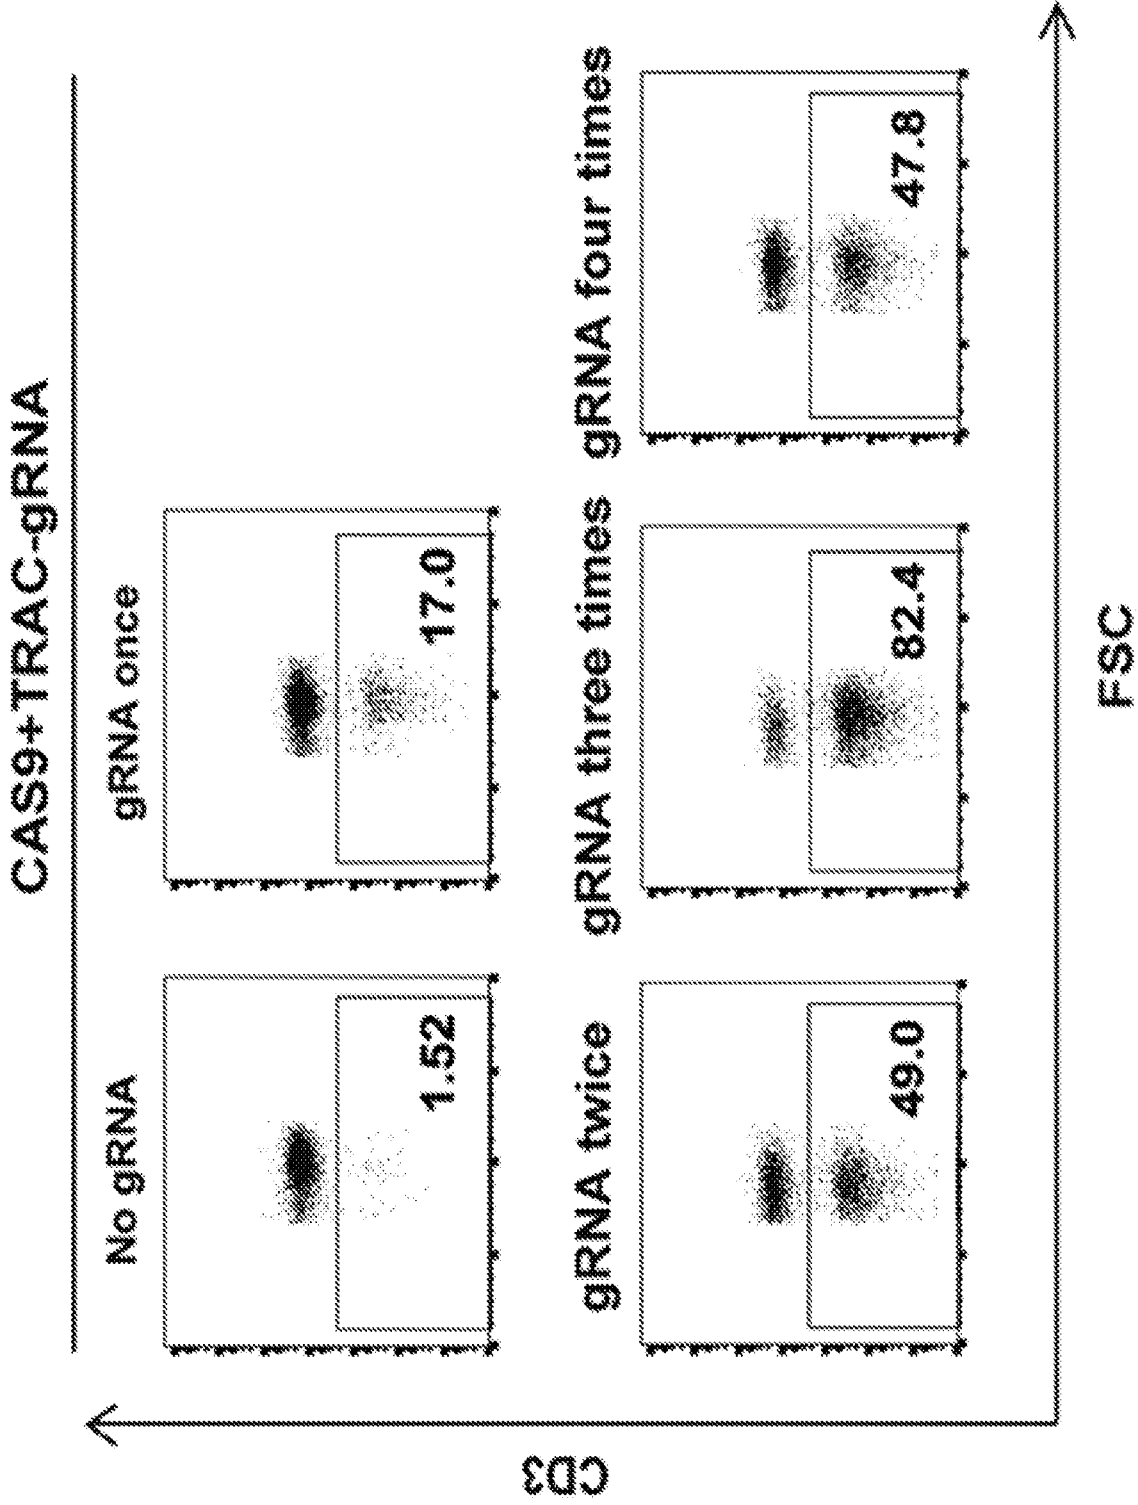 CAS9+TRAC-gRNA
No gRNA
gRNA once
1.52
17.0
gRNA twice
gRNA three times
gRNA four times
49.0
82.4
47.8
CD3
FSC